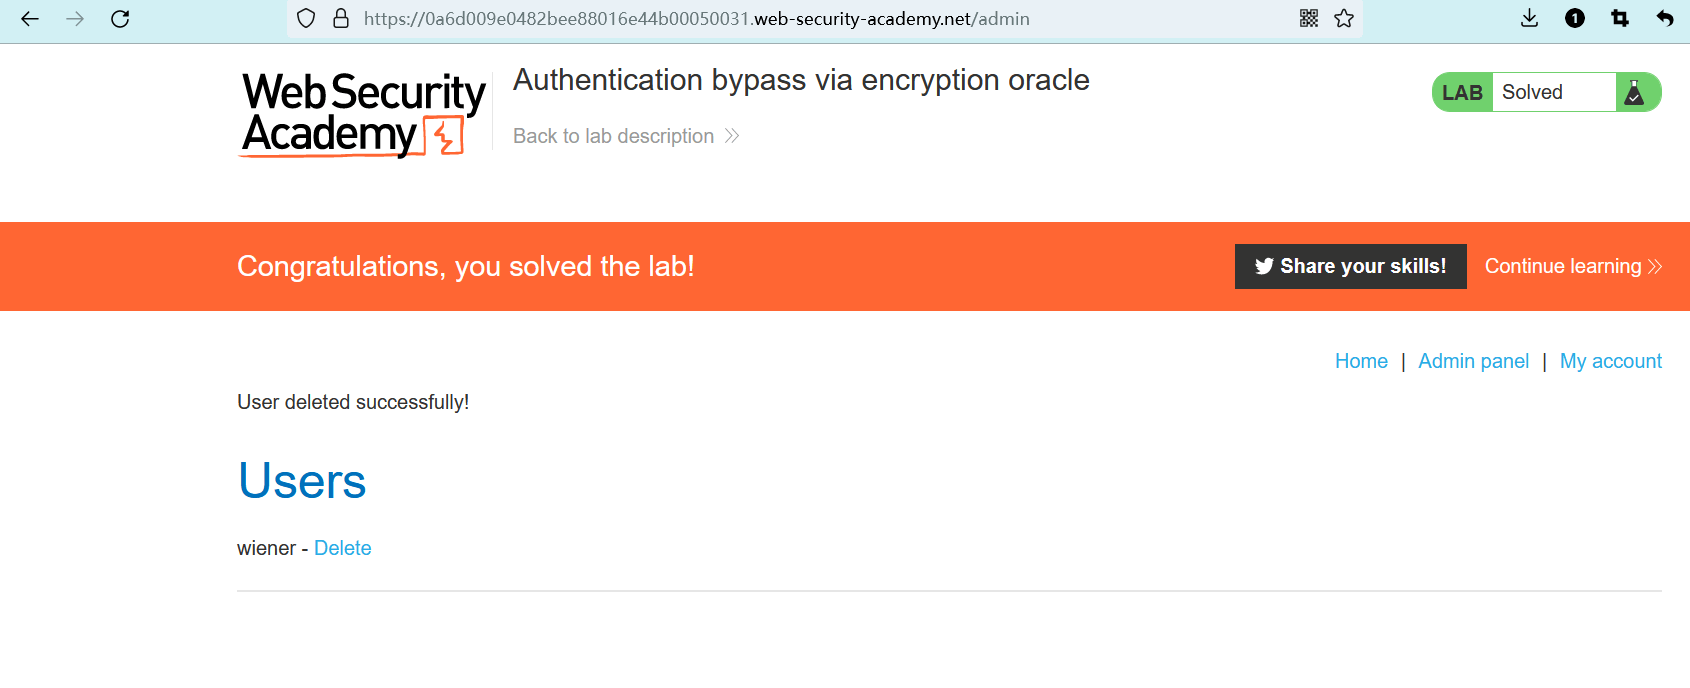 https://0a6d009e0482bee88016e44b00050031.web-security-academy.net/admin
1
Web Security
Academy
Authentication bypass via encryption oracle
Back to lab description
LAB Solved
Congratulations, you solved the lab!
Share your skills!
Continue learning
Home | Admin panel | My account
User deleted successfully!
Users
wiener - Delete